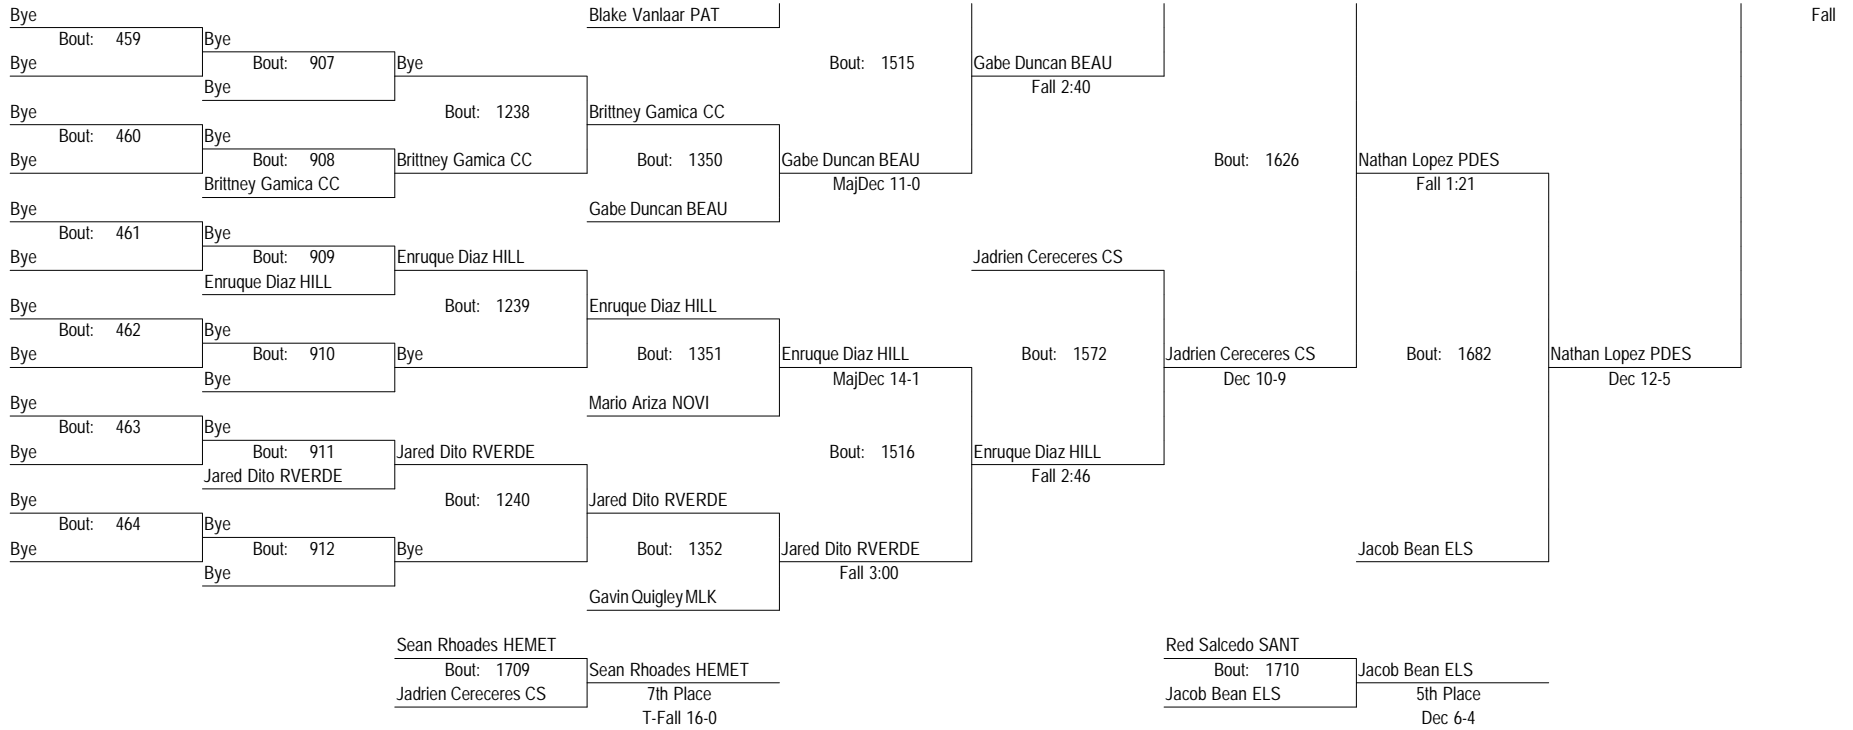 Bye Blake Vanlaar PAT Fall
Bout: 459 Bye
Bye Bout: 907 Bye Bout: 1515 Gabe Duncan BEAU
Bye Fall 2:40
Bye Bout: 1238 Brittney Gamica CC
Bout: 460 Bye
Bye Bout: 908 Brittney Gamica CC Bout: 1350 Gabe Duncan BEAU Bout: 1626 Nathan Lopez PDES
Brittney Gamica CC MajDec 11-0 Fall 1:21
Bye Gabe Duncan BEAU
Bout: 461 Bye
Bye Bout: 909 Enruque Diaz HILL Jadrien Cereceres CS
Enruque Diaz HILL
Bye Bout: 1239 Enruque Diaz HILL
Bout: 462 Bye
Bye Bout: 910 Bye Bout: 1351 Enruque Diaz HILL Bout: 1572 Jadrien Cereceres CS Bout: 1682 Nathan Lopez PDES
Bye MajDec 14-1 Dec 10-9 Dec 12-5
Bye Mario Ariza NOVI
Bout: 463 Bye
Bye Bout: 911 Jared Dito RVERDE Bout: 1516 Enruque Diaz HILL
Jared Dito RVERDE Fall 2:46
Bye Bout: 1240 Jared Dito RVERDE
Bout: 464 Bye
Bye Bout: 912 Bye Bout: 1352 Jared Dito RVERDE Jacob Bean ELS
Bye Fall 3:00
Gavin Quigley MLK
Sean Rhoades HEMET Red Salcedo SANT
Bout: 1709 Sean Rhoades HEMET Bout: 1710 Jacob Bean ELS
Jadrien Cereceres CS 7th Place Jacob Bean ELS 5th Place
T-Fall 16-0 Dec 6-4